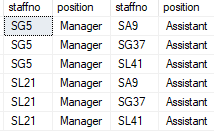 staffno position staffno position
SG5 Manager SA9 Assistant
SG5 Manager SG37 Assistant
SG5 Manager SL41 Assistant
SL21 Manager SA9 Assistant
SL21 Manager SG37 Assistant
SL21 Manager SL41 Assistant